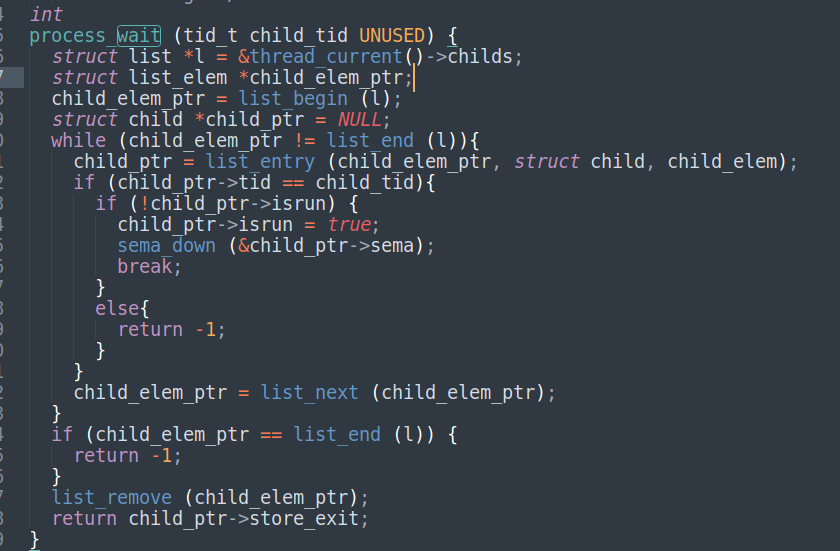 int
process_wait (tid_t child_tid UNUSED) {
struct list *l = &thread_current()->childs;
struct list_elem *child_elem_ptr;
child_elem_ptr = list_begin (l);
struct child *child_ptr = NULL;
while (child_elem_ptr != list_end (l)){
child_ptr = list_entry (child_elem_ptr, struct child, child_elem);
if (child_ptr->tid == child_tid){
if (!child_ptr->isrun) {
child_ptr->isrun = true;
sema_down (&child_ptr->sema);
break;
}
else{
return -1;
}
}
child_elem_ptr = list_next (child_elem_ptr);
}
if (child_elem_ptr == list_end (l)) {
return -1;
}
list_remove (child_elem_ptr);
return child_ptr->store_exit;
}